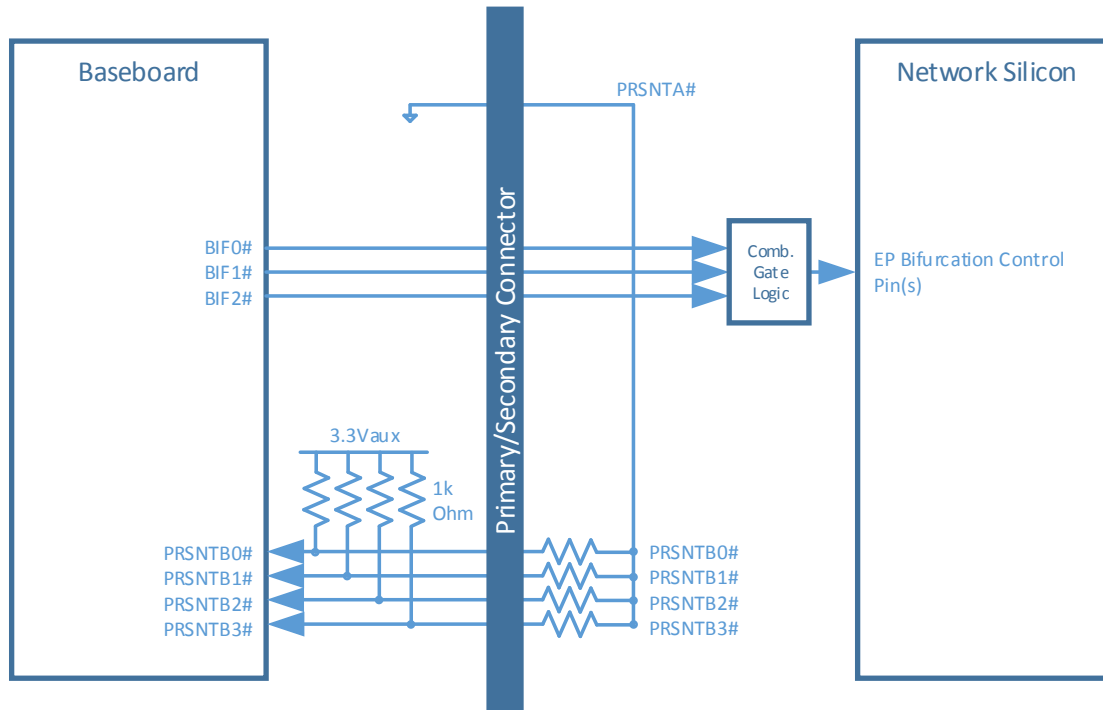 Baseboard
Network Silicon
PRSNTA#
Primary/Secondary Connector
BIF0#
BIF1#
BIF2#
Comb.
Gate
Logic
EP Bifurcation Control
Pin(s)
3.3Vaux
1k
Ohm
PRSNTB0#
PRSNTB1#
PRSNTB2#
PRSNTB3#
PRSNTB0#
PRSNTB1#
PRSNTB2#
PRSNTB3#